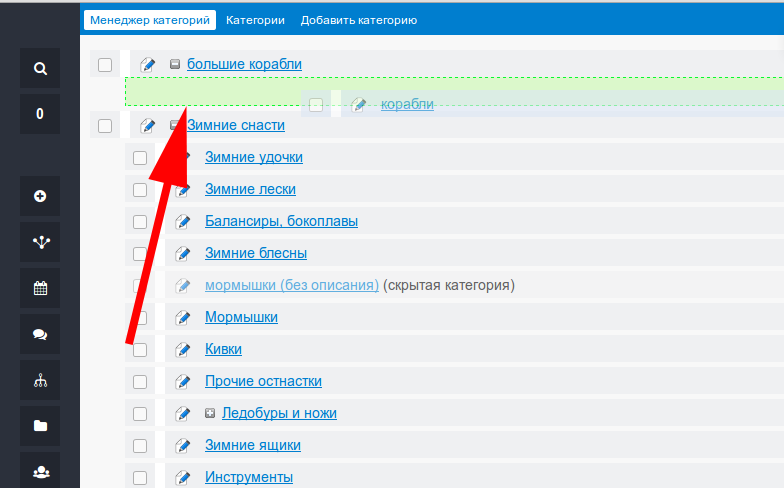 Менеджер категорий Категории Добавить категорию
большие корабли
0
корабли
Зимние снасти
Зимние удочки
Зимние лески
Балансиры, бокоплавы
Зимние блесны
мормышки (без описания) (скрытая категория)
Мормышки
Кивки
Прочие остнастки
Ледобуры и ножи
Зимние ящики
Инструменты